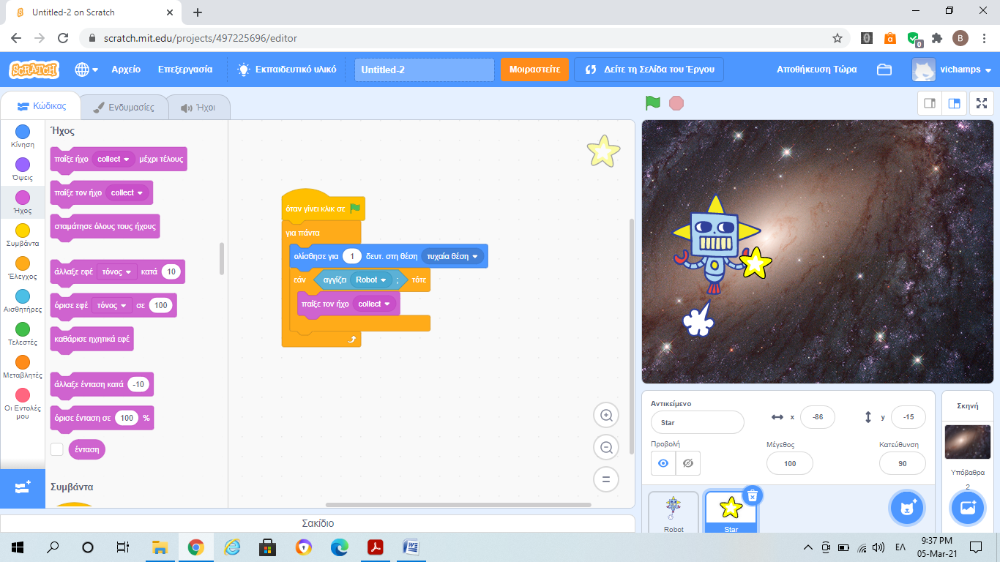 Untitled-2 on Scratch
scratch.mit.edu/projects/497225696/editor
0
B
SCRATCH
Αρχείο
Επεξεργασία
Εκπαιδευτικό υλικό
Untitled-2
Μοιραστείτε
Δείτε τη Σελίδα του Έργου
Αποθήκευση Τώρα
vichamps
Κώδικας
Ενδυμασίες
Ήχοι
Κίνηση
Όψεις
Ήχος
Συμβάντα
Έλεγχος
Αισθητήρες
Τελεστές
Μεταβλητές
Οι Εντολές
μου
Ήχος
παίξε ήχο collect μέχρι τέλους
παίξε τον ήχο collect
σταμάτησε όλους τους ήχους
άλλαξε εφέ τόνος κατά 10
όρισε εφέ τόνος σε 100
καθάρισε ηχητικά εφέ
άλλαξε ένταση κατά -10
όρισε ένταση σε 100 %
ένταση
Συμβάντα
όταν γίνει κλικ σε
για πάντα
ολίσθησε για 1 δευτ. στη θέση τυχαία θέση
εάν αγγίζει Robot ; τότε
παίξε τον ήχο collect
Σακίδιο
Αντικείμενο
Star
x -86
y -15
Προβολή
Μέγεθος
100
Κατεύθυνση
90
Robot
Star
Σκηνή
Υπόβαθρα
2
ΕΛ
9:37 PM
05-Mar-21